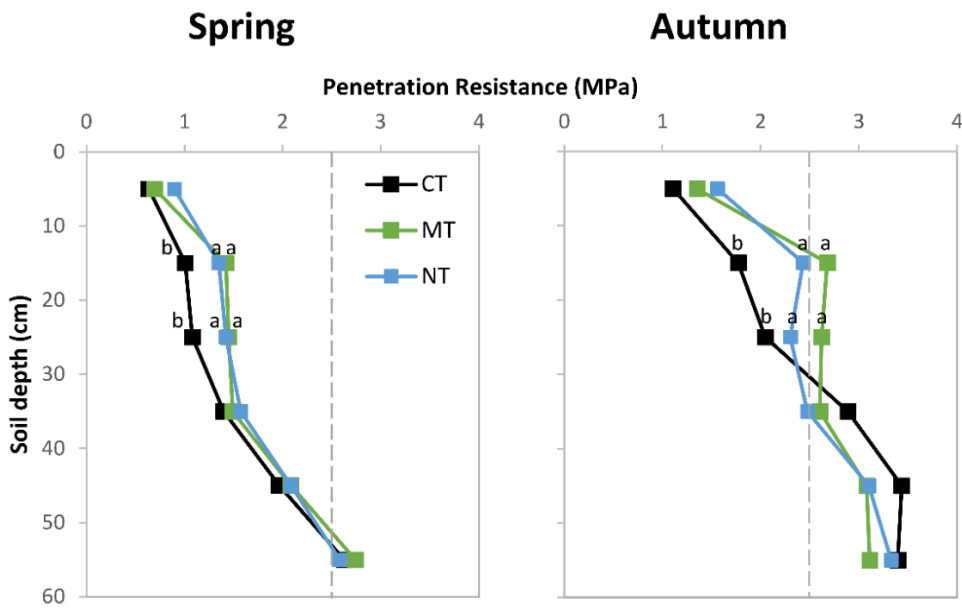 Spring Autumn
Penetration Resistance (MPa)
0 1 2 3 4 0 1 2 3 4
0
CT
10
b a a b a a
MT
20
NT
b a a b a a
30
40
50
60
Soil depth (cm)